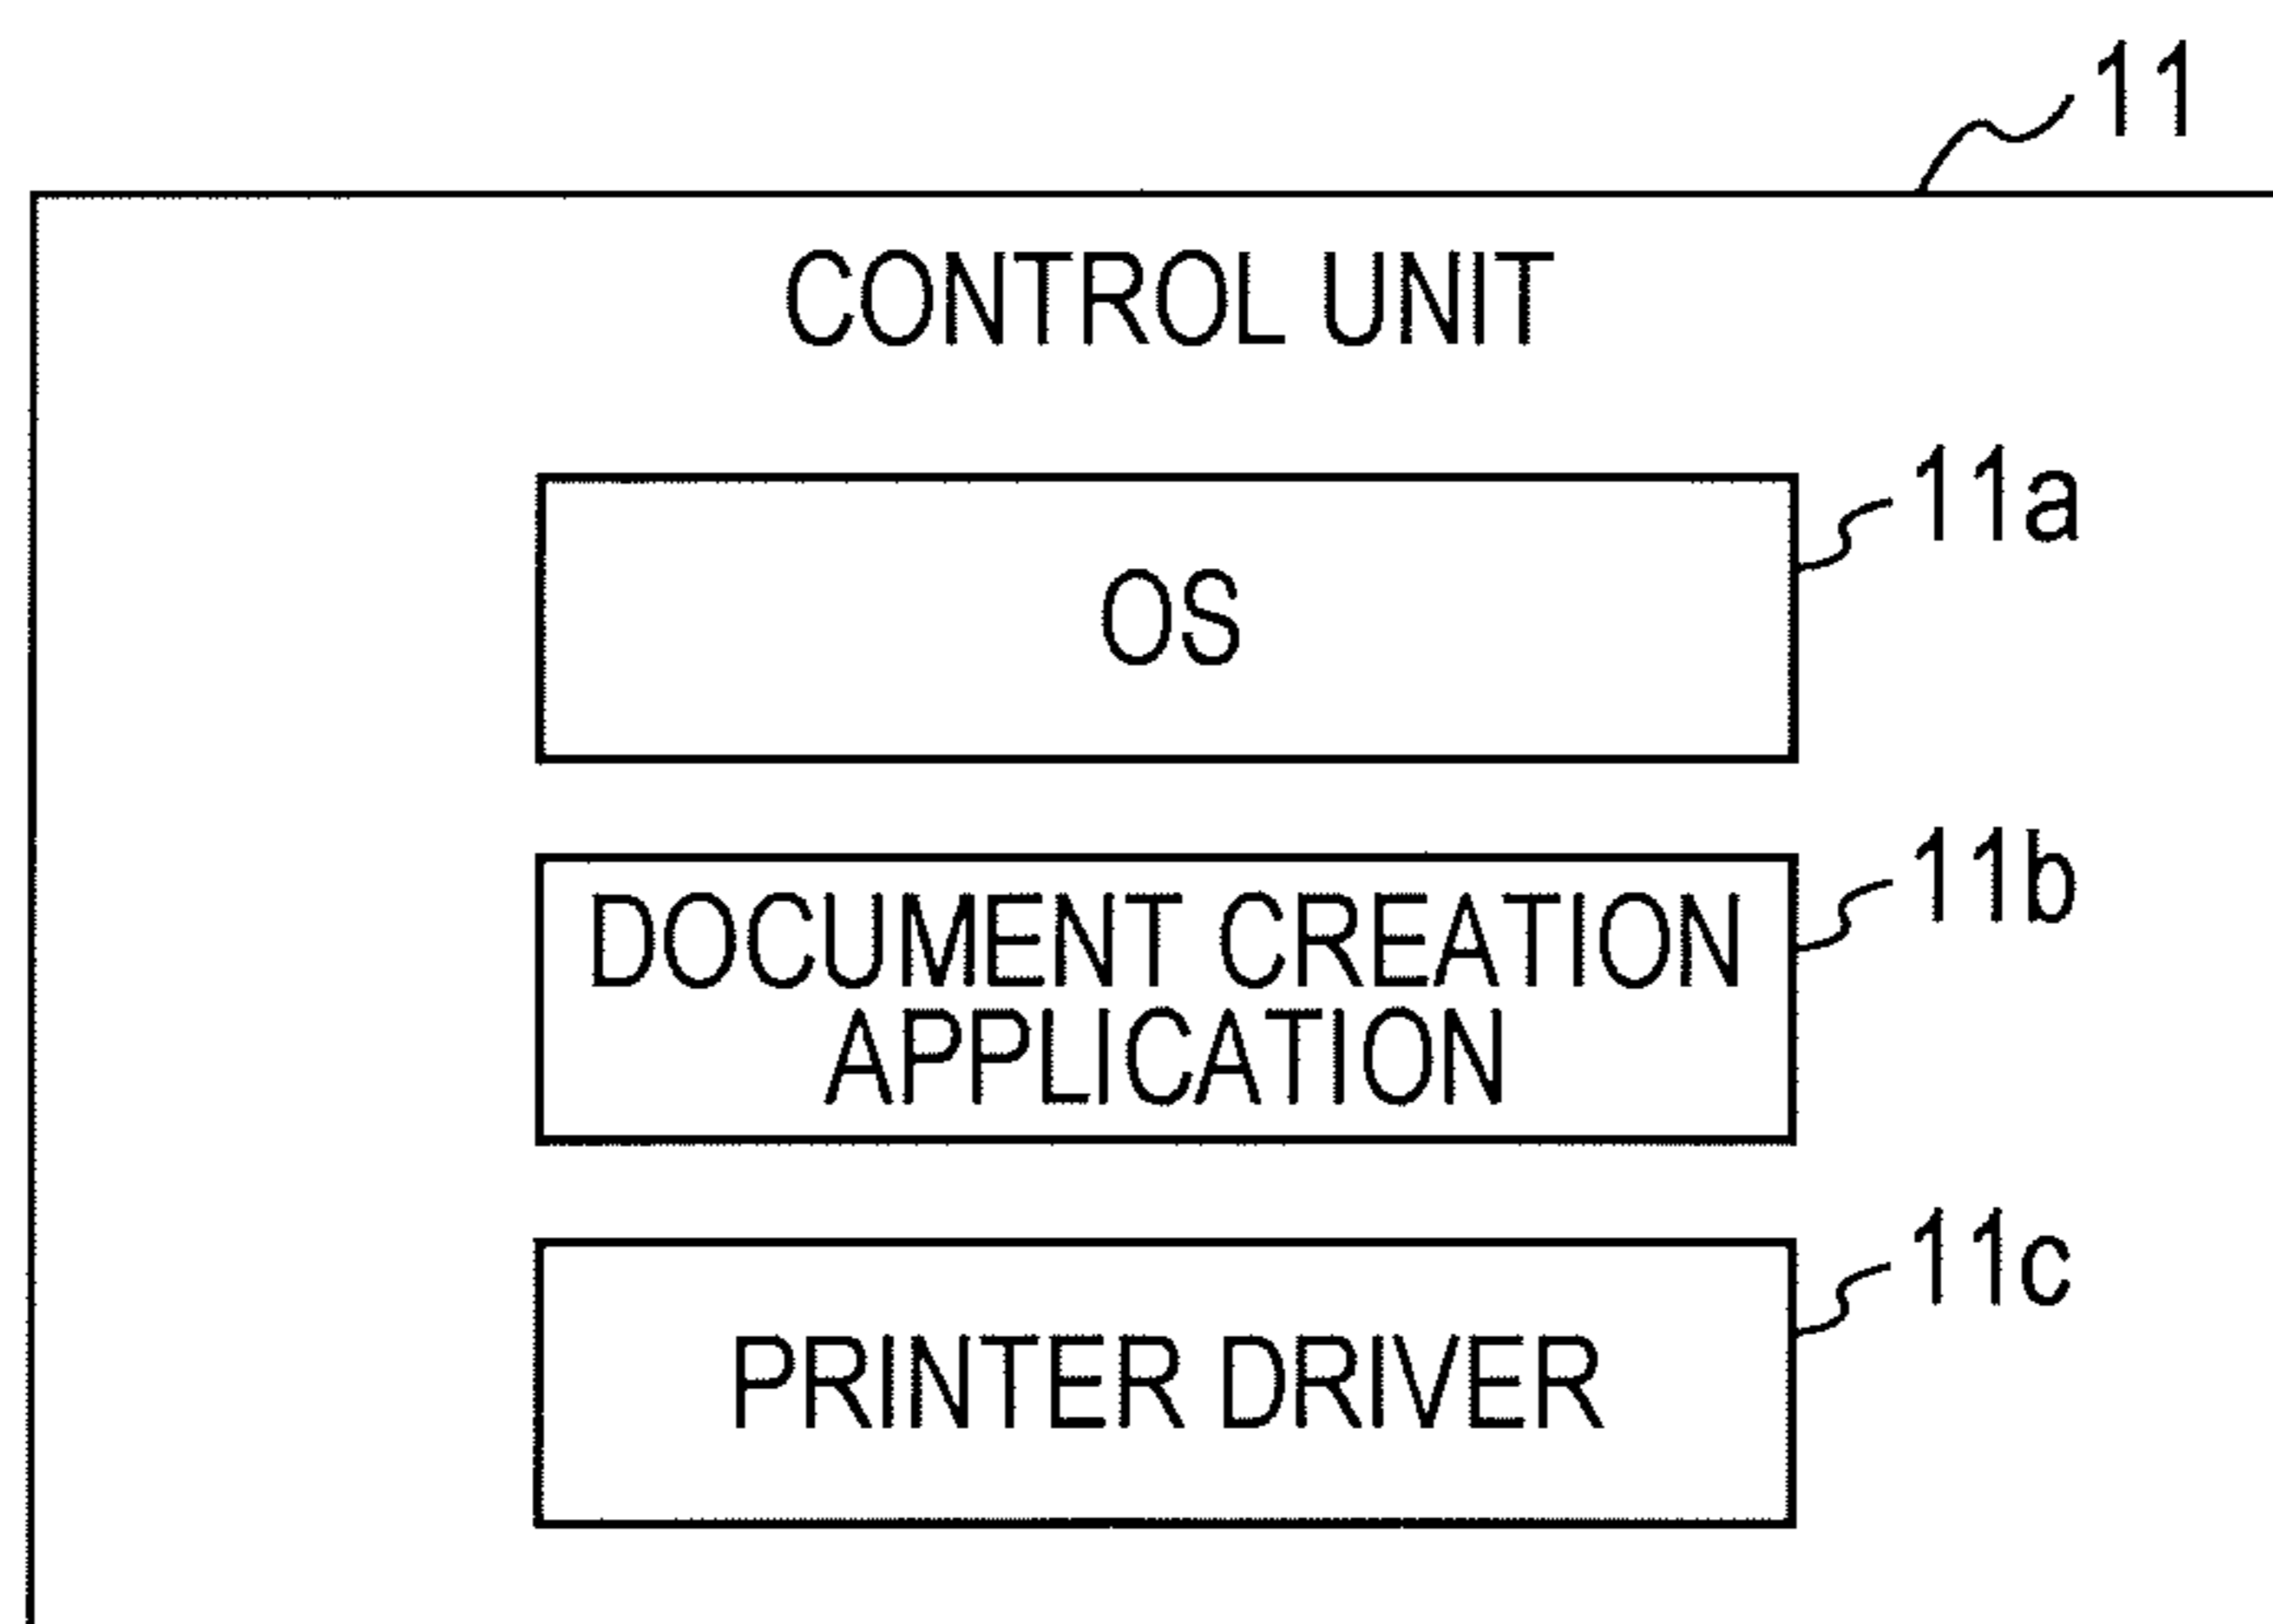 11
CONTROL UNIT
11a
OS
11b
DOCUMENT CREATION
APPLICATION
11c
PRINTER DRIVER